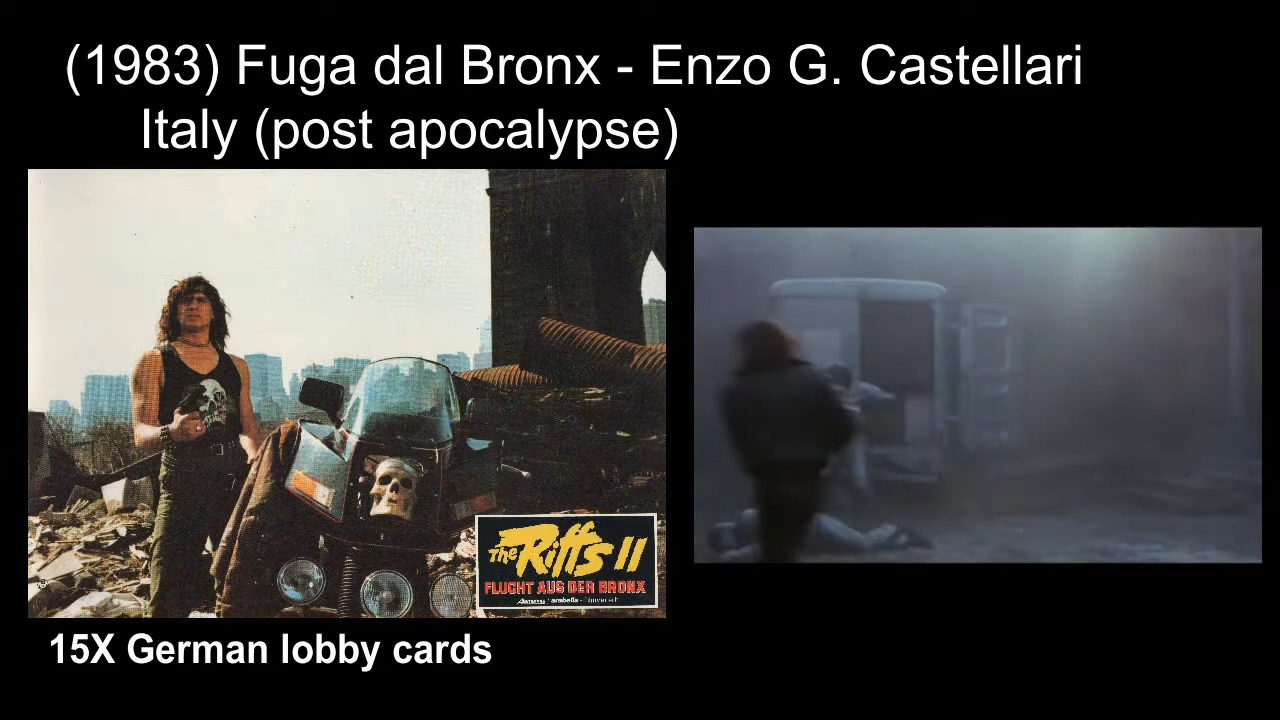 (1983) Fuga dal Bronx - Enzo G. Castellari
Italy (post apocalypse)
The Riffs II
FLUCHT AUS DER BRONX
15X German lobby cards